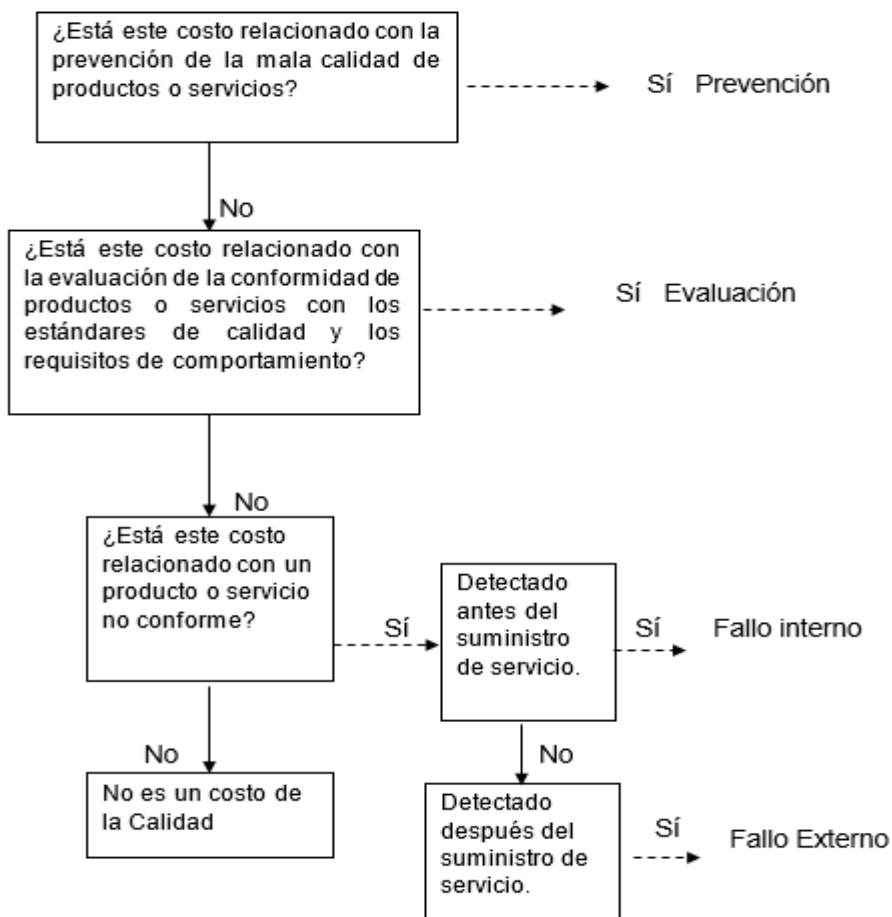 ¿Está este costo relacionado con la
prevención de la mala calidad de
productos o servicios?
Sí Prevención
No
¿Está este costo relacionado con
la evaluación de la conformidad de
productos o servicios con los
estándares de calidad y los
requisitos de comportamiento?
Sí Evaluación
No
¿Está este costo
relacionado con un
producto o servicio
no conforme?
Sí
Detectado
antes del
suministro
de servicio.
Sí
Fallo interno
No
No es un costo de
la Calidad
No
Detectado
después del
suministro de
servicio.
Sí
Fallo Externo